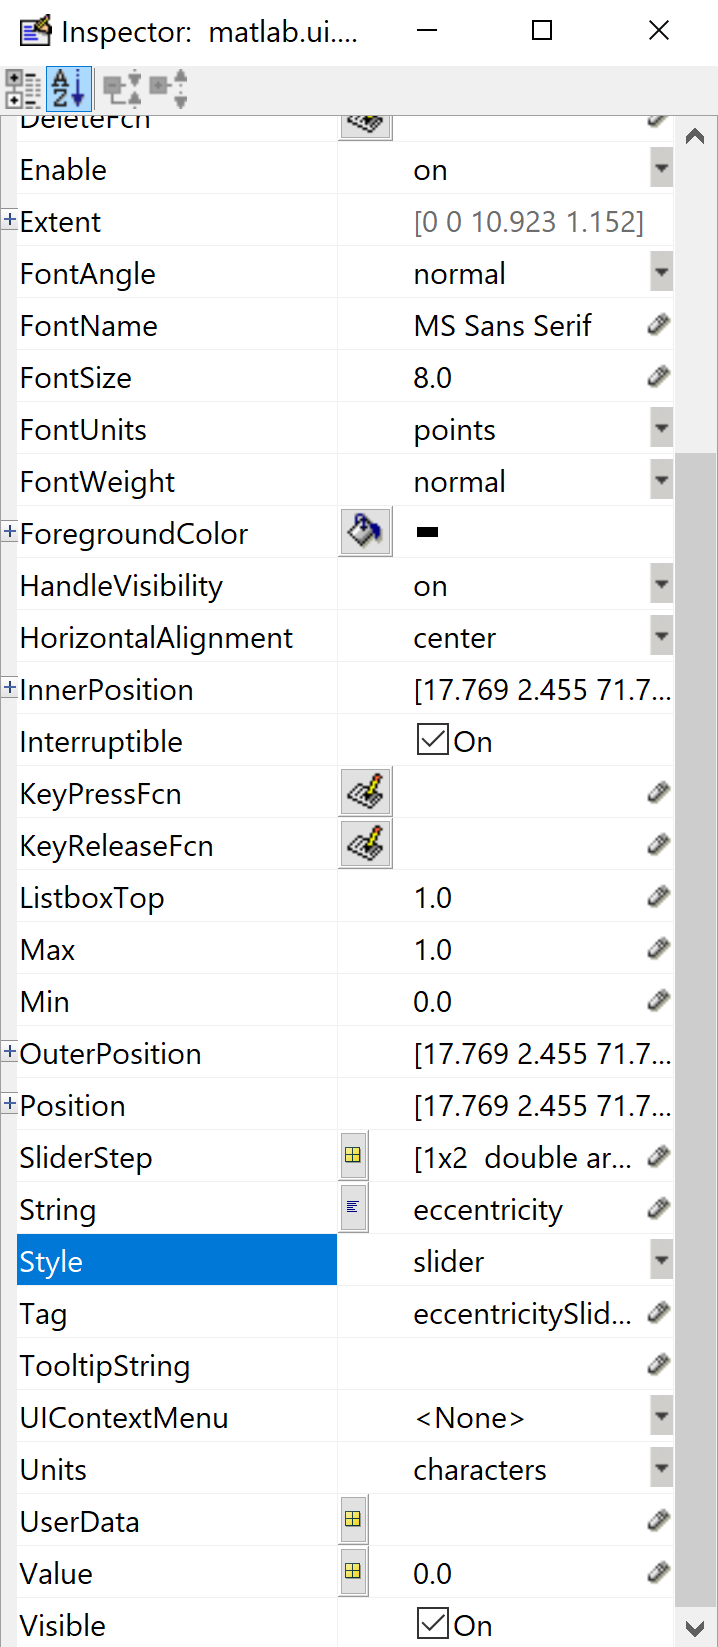 Inspector: matlab.ui....
DeleteFcn
Enable on
Extent [0 0 10.923 1.152]
FontAngle normal
FontName MS Sans Serif
FontSize 8.0
FontUnits points
FontWeight normal
ForegroundColor
HandleVisibility on
HorizontalAlignment center
InnerPosition [17.769 2.455 71.7...
Interruptible On
KeyPressFcn
KeyReleaseFcn
ListboxTop 1.0
Max 1.0
Min 0.0
OuterPosition [17.769 2.455 71.7...
Position [17.769 2.455 71.7...
SliderStep [1x2 double ar...
String eccentricity
Style slider
Tag eccentricitySlid...
TooltipString
UIContextMenu <None>
Units characters
UserData
Value 0.0
Visible On